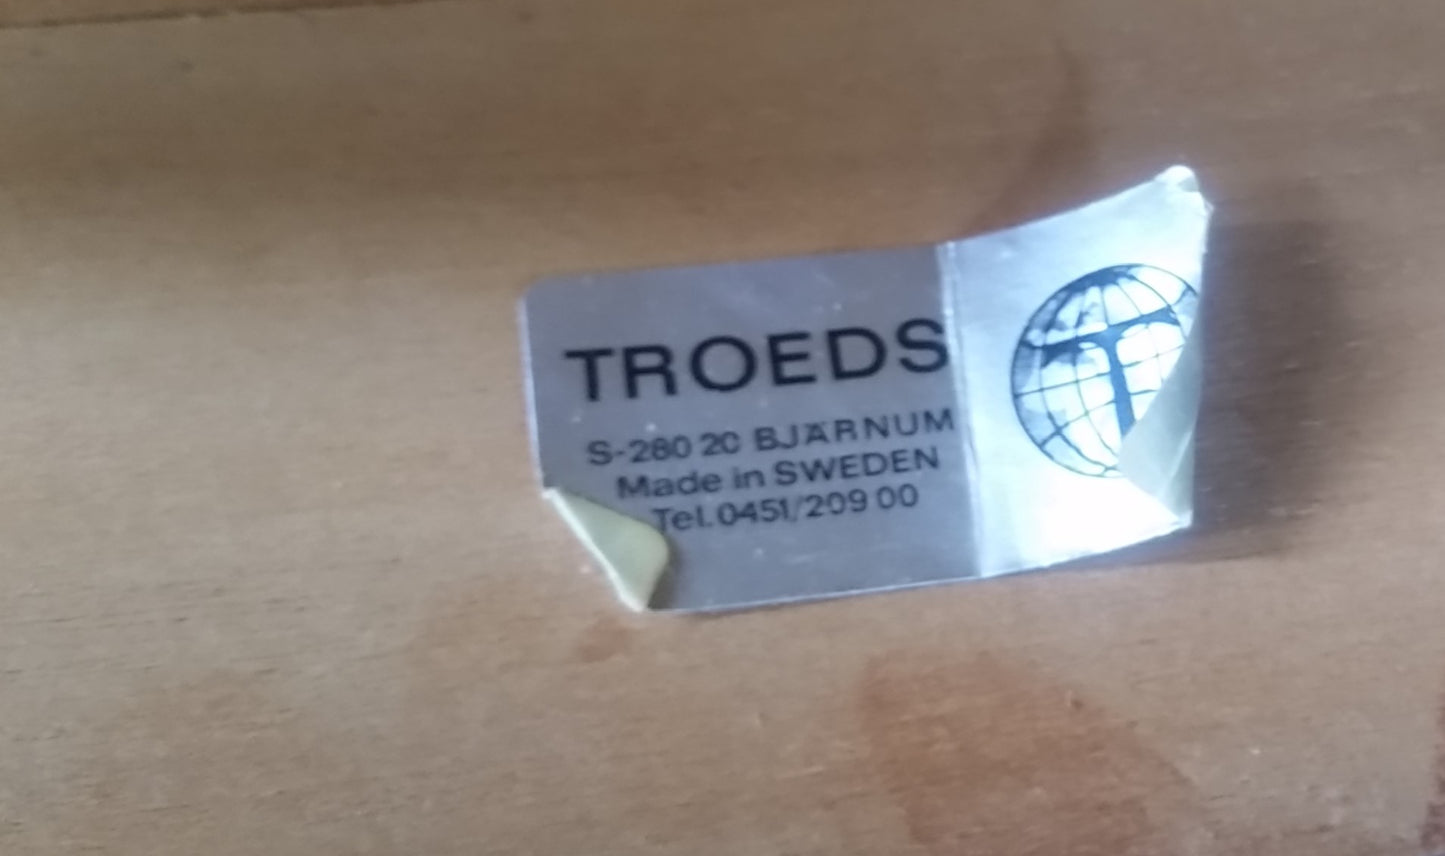 TROEDS
S-280 20 BJÄRNUM
Made in SWEDEN
Tel. 0451/209 00
T